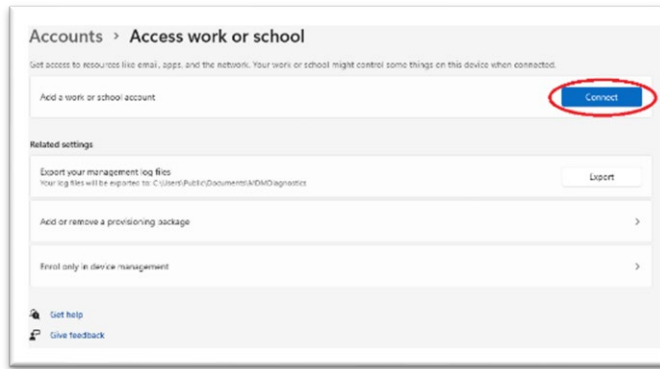 Accounts > Access work or school
Get access to resources like email, apps, and the network. Your work or school might control some things on this device when connected.
Add a work or school account
Connect
Related settings
Export your management log files
Your log files will be exported to: C:\Users\Public\Documents\MDMDiagnostics
Export
Add or remove a provisioning package
Enrol only in device management
Get help
Give feedback